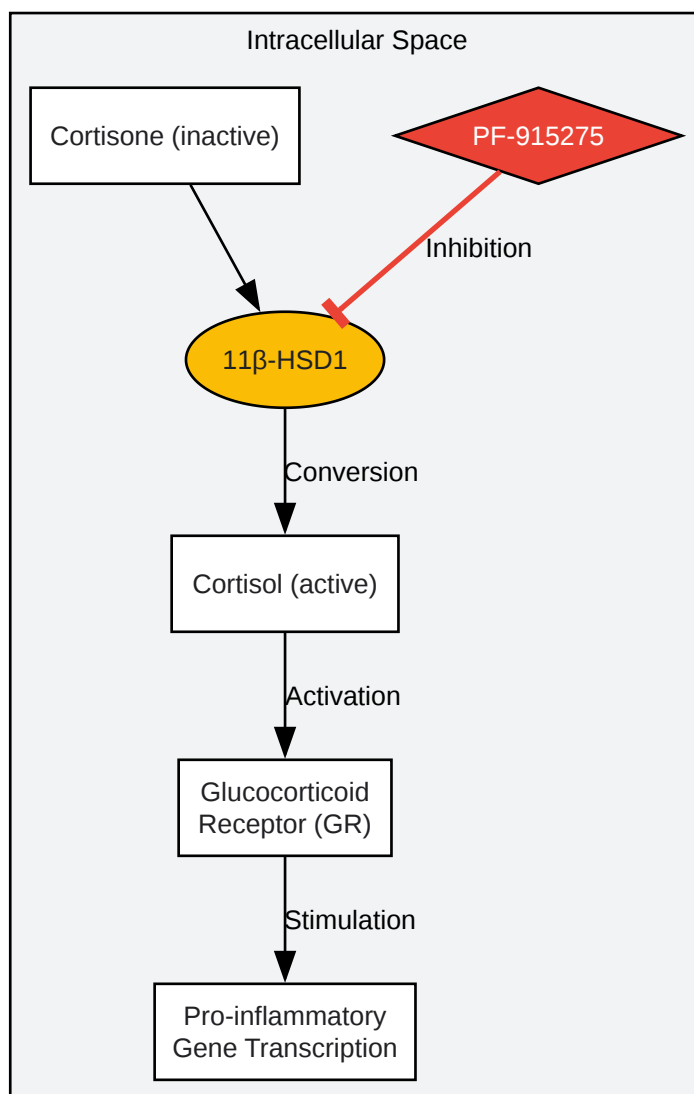 Intracellular Space
Cortisone (inactive)
PF-915275
Inhibition
11β-HSD1
Conversion
Cortisol (active)
Activation
Glucocorticoid
Receptor (GR)
Stimulation
Pro-inflammatory
Gene Transcription